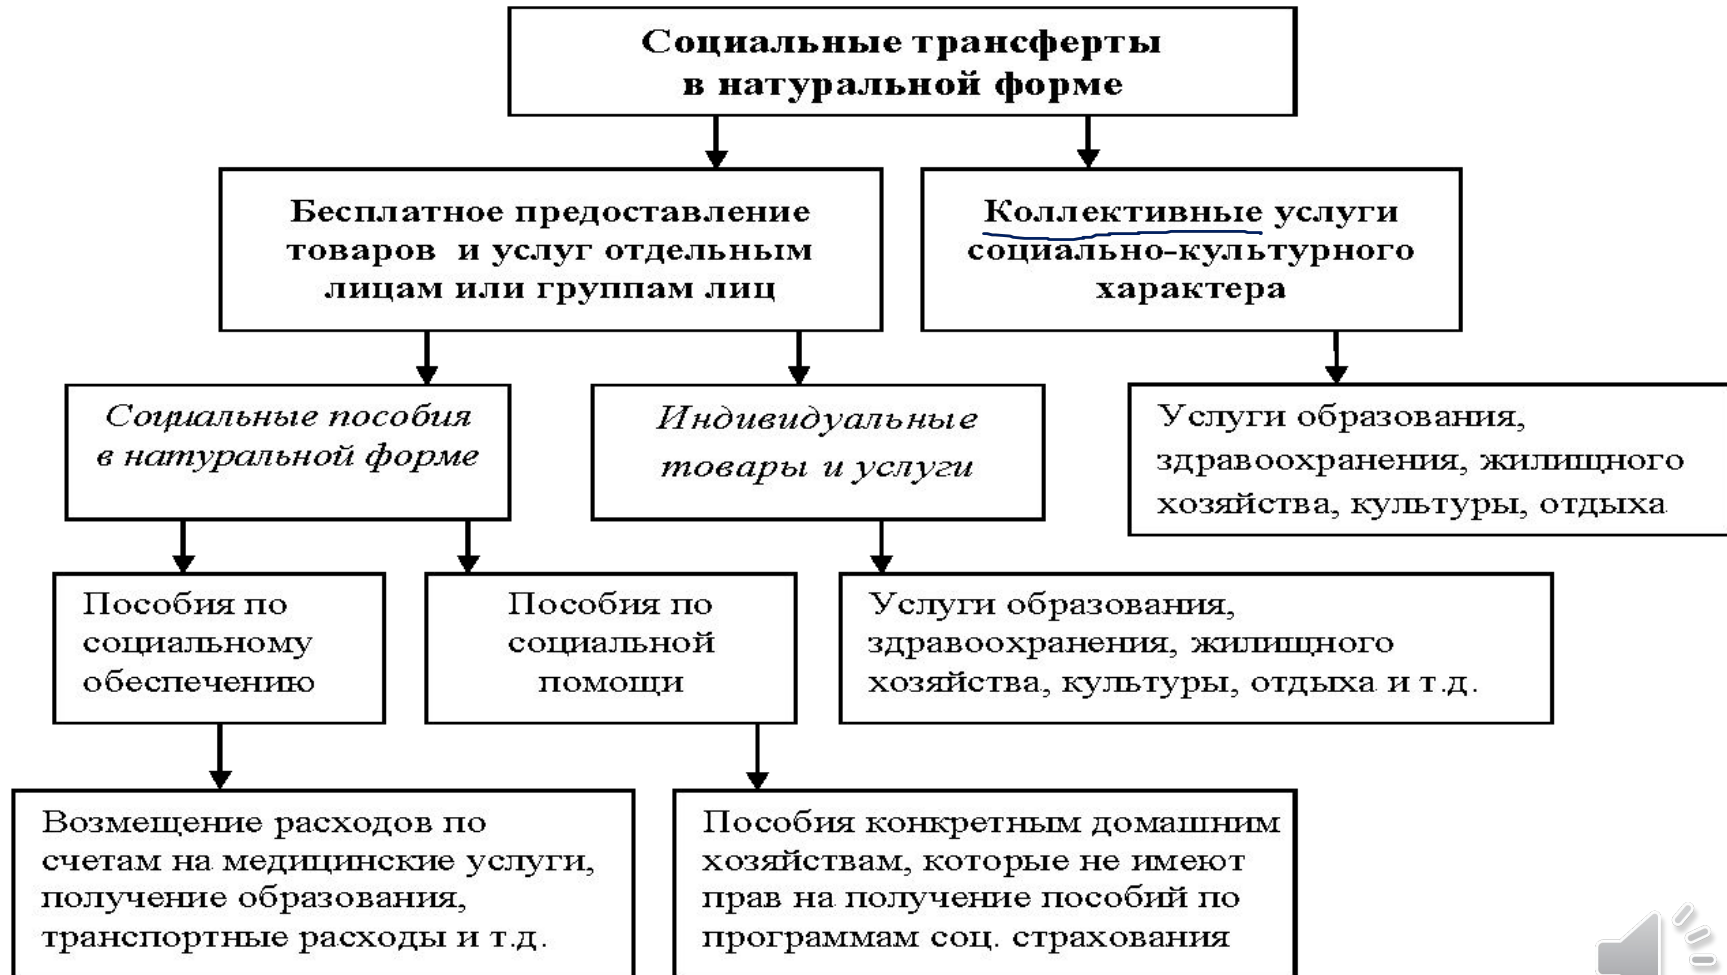 Социальные трансферты
в натуральной форме
Бесплатное предоставление
товаров и услуг отдельным
лицам или группам лиц
Коллективные услуги
социально-культурного
характера
Социальные пособия
в натуральной форме
Индивидуальные
товары и услуги
Услуги образования,
здравоохранения, жилищного
хозяйства, культуры, отдыха
Пособия по
социальному
обеспечению
Пособия по
социальной
помощи
Услуги образования,
здравоохранения, жилищного
хозяйства, культуры, отдыха и т.д.
Возмещение расходов по
счетам на медицинские услуги,
получение образования,
транспортные расходы и т.д.
Пособия конкретным домашним
хозяйствам, которые не имеют
прав на получение пособий по
программам соц. страхования